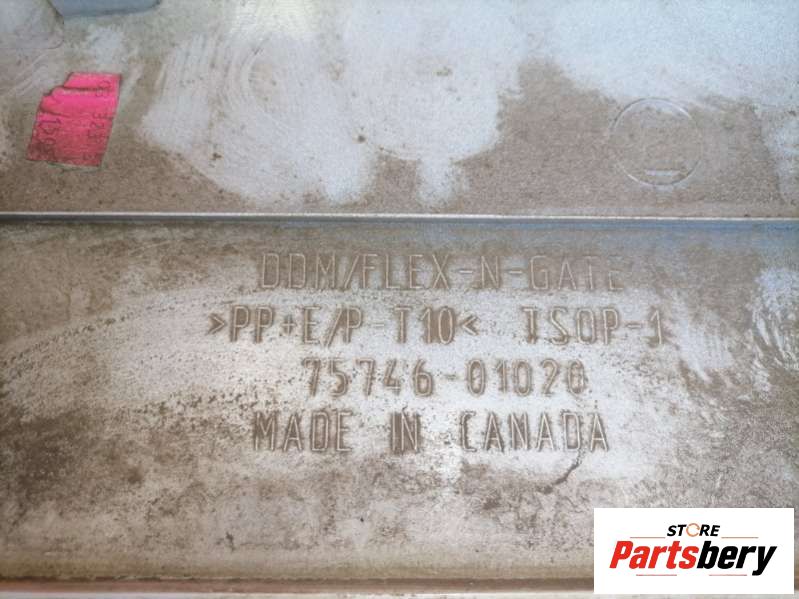 DDM/FLEX-N-GATE
>PP+E/P-T10< TSOP-1
75746-01020
MADE IN CANADA
STORE
Partsbery